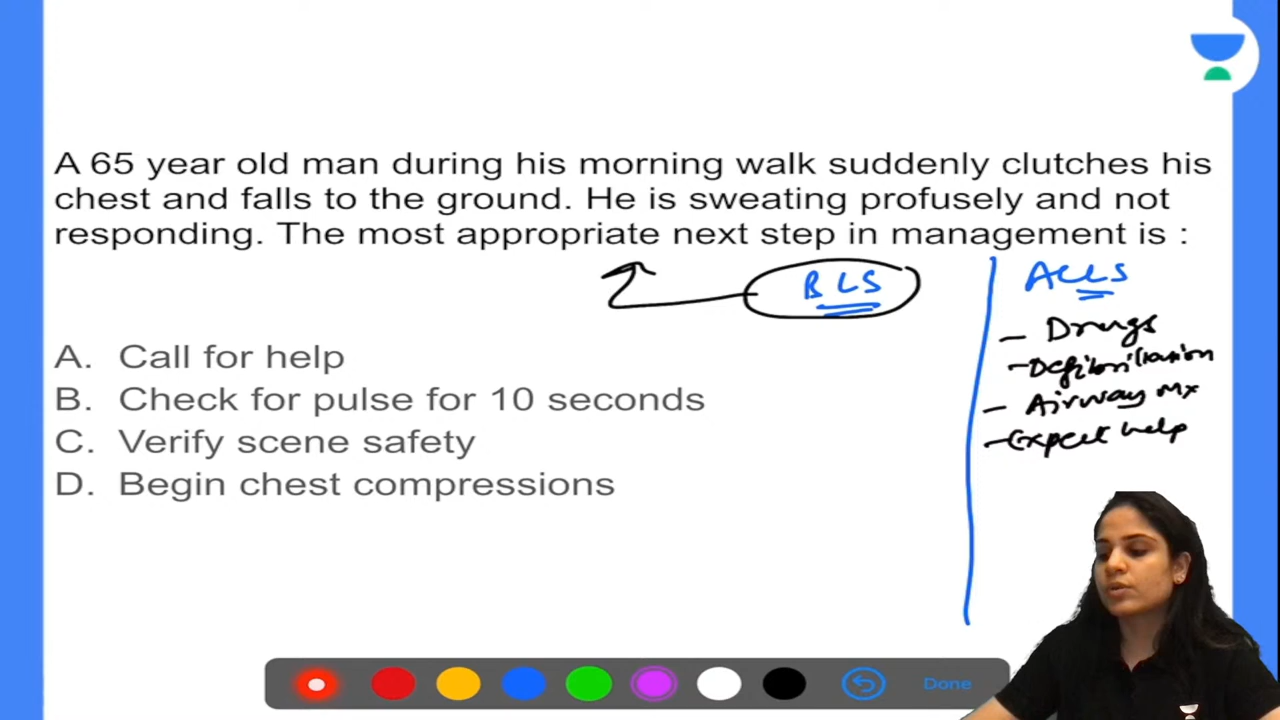 A 65 year old man during his morning walk suddenly clutches his
chest and falls to the ground. He is sweating profusely and not
responding. The most appropriate next step in management is :
BLS
ACLS
- Drugs
- Defibrillation
- Airway Mx
- Expert help
A. Call for help
B. Check for pulse for 10 seconds
C. Verify scene safety
D. Begin chest compressions
Done